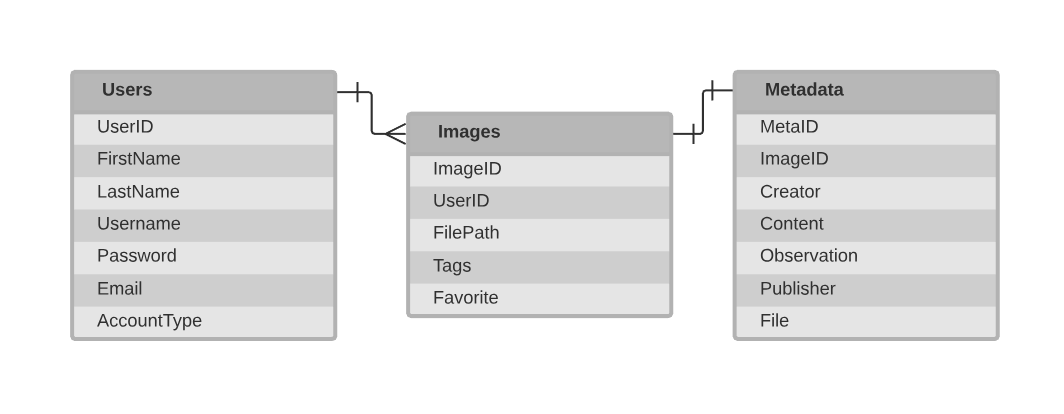 Users
UserID
FirstName
LastName
Username
Password
Email
AccountType
Images
ImageID
UserID
FilePath
Tags
Favorite
Metadata
MetaID
ImageID
Creator
Content
Observation
Publisher
File